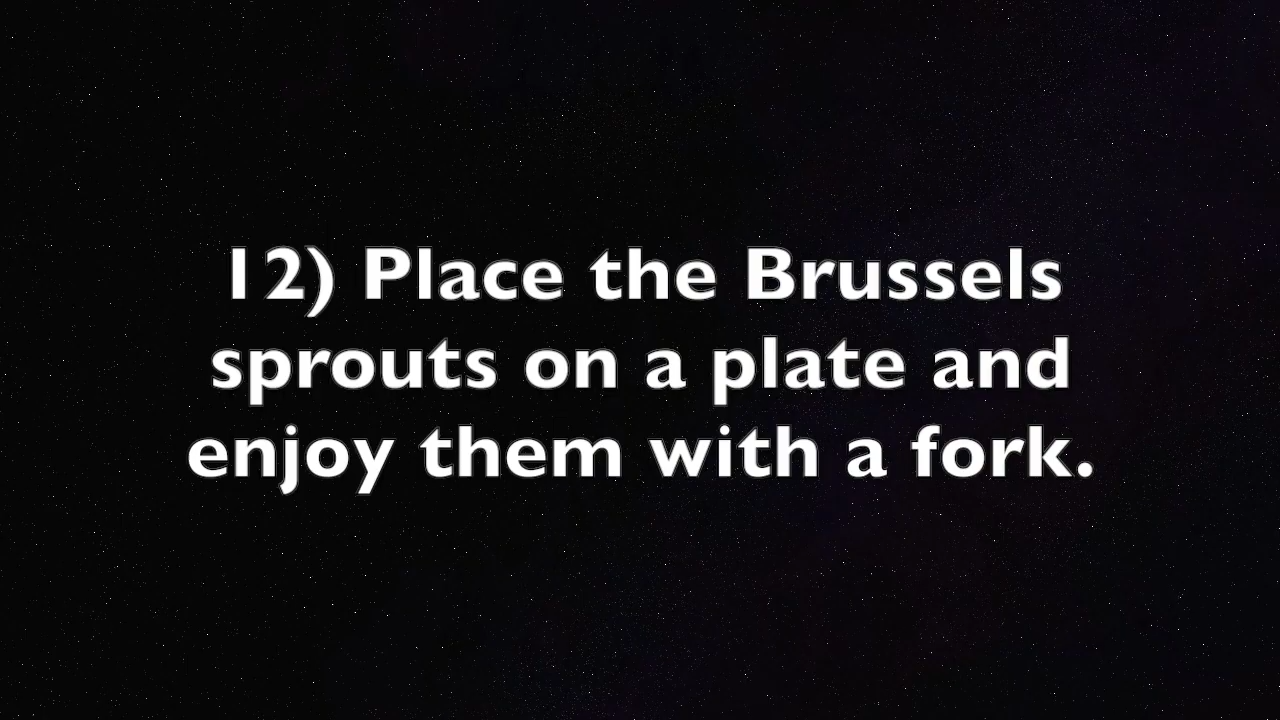 12) Place the Brussels
sprouts on a plate and
enjoy them with a fork.